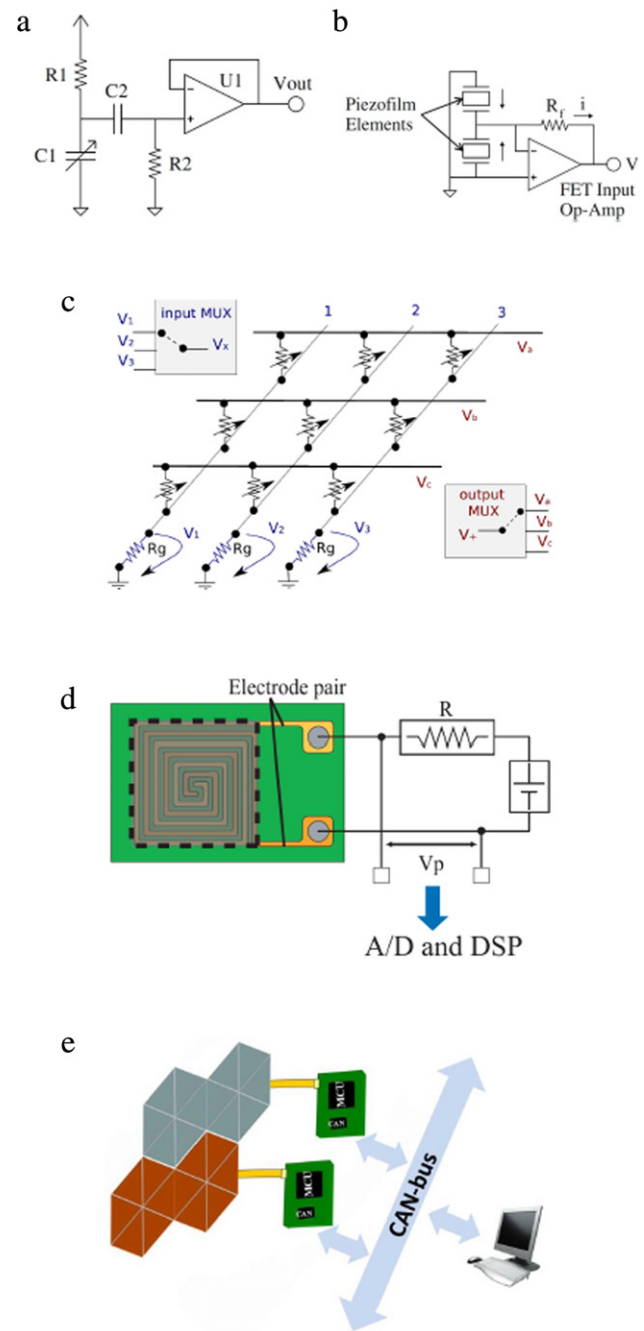 a
R1
C2
U1
Vout
-
+
C1
R2
b
Piezofilm
Elements
Rf
i
-
+
V
FET Input
Op-Amp
c
input MUX
V1
V2
V3
Vx
1
2
3
Va
Vb
Vc
output
MUX
V+
Va
Vb
Vc
V1
V2
V3
Rg
Rg
Rg
d
Electrode pair
R
Vp
A/D and DSP
e
MCU
CAN
MCU
CAN
CAN-bus